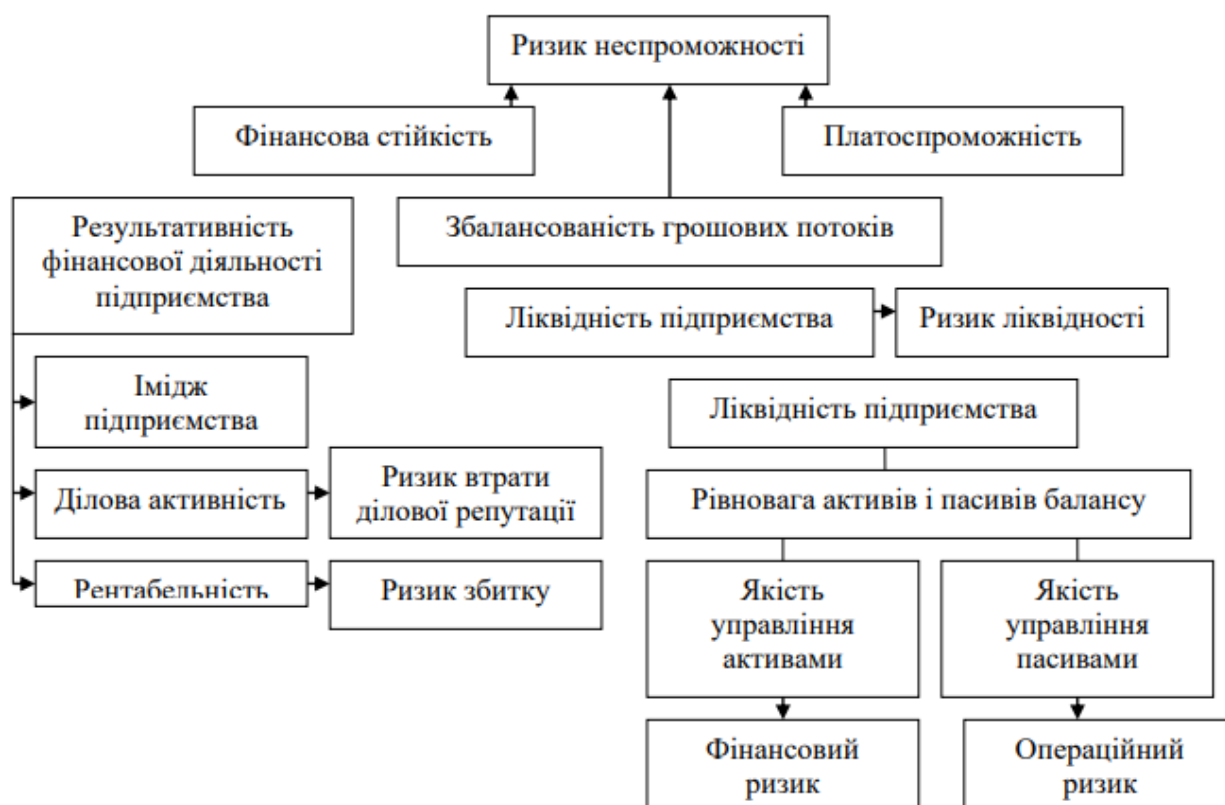 Ризик неспроможності
Фінансова стійкість
Платоспроможність
Результативність
фінансової діяльності
підприємства
Збалансованість грошових потоків
Ліквідність підприємства
Ризик ліквідності
Імідж
підприємства
Ліквідність підприємства
Ділова активність
Ризик втрати
ділової репутації
Рівновага активів і пасивів балансу
Рентабельність
Ризик збитку
Якість
управління
активами
Якість
управління
пасивами
Фінансовий
ризик
Операційний
ризик